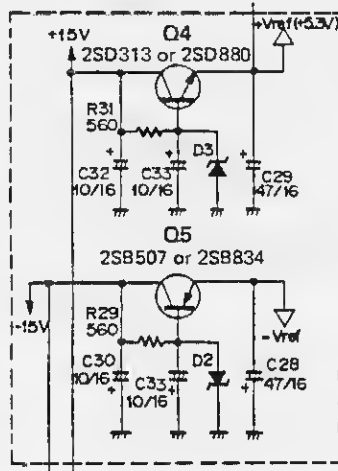 Q4
+15V
2SD313 or 2SD880
+Vref(+5.3V)
R31
560
D3
C32
10/16
C33
10/16
C29
47/16
Q5
2SB507 or 2SB834
-15V
R29
560
-Vref
C30
10/16
C33
10/16
D2
C28
47/16